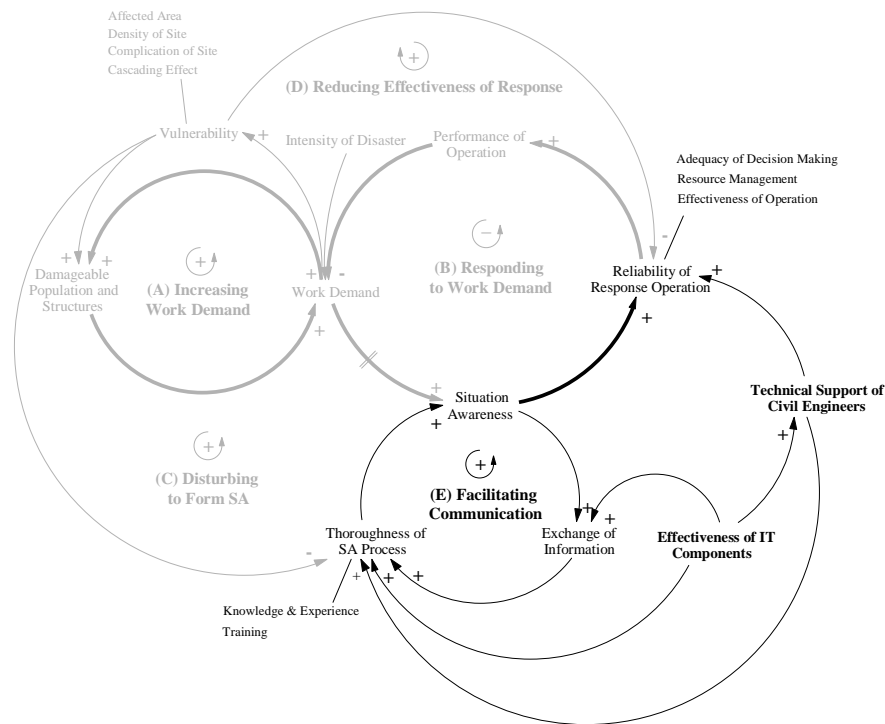 Affected Area
Density of Site
Complication of Site
Cascading Effect
+
(D) Reducing Effectiveness of Response
Vulnerability
+
Intensity of Disaster
Performance of
Operation
+
Adequacy of Decision Making
Resource Management
Effectiveness of Operation
+
+
+
-
-
Damageable
Population and
Structures
(A) Increasing
Work Demand
+
-
Work Demand
+
(B) Responding
to Work Demand
Reliability of
Response Operation
+
+
+
Situation
Awareness
+
Technical Support of
Civil Engineers
+
+
(C) Disturbing
to Form SA
+
(E) Facilitating
Communication
+
+
Thoroughness of
SA Process
Exchange of
Information
Effectiveness of IT
Components
-
+
+
+
Knowledge & Experience
Training